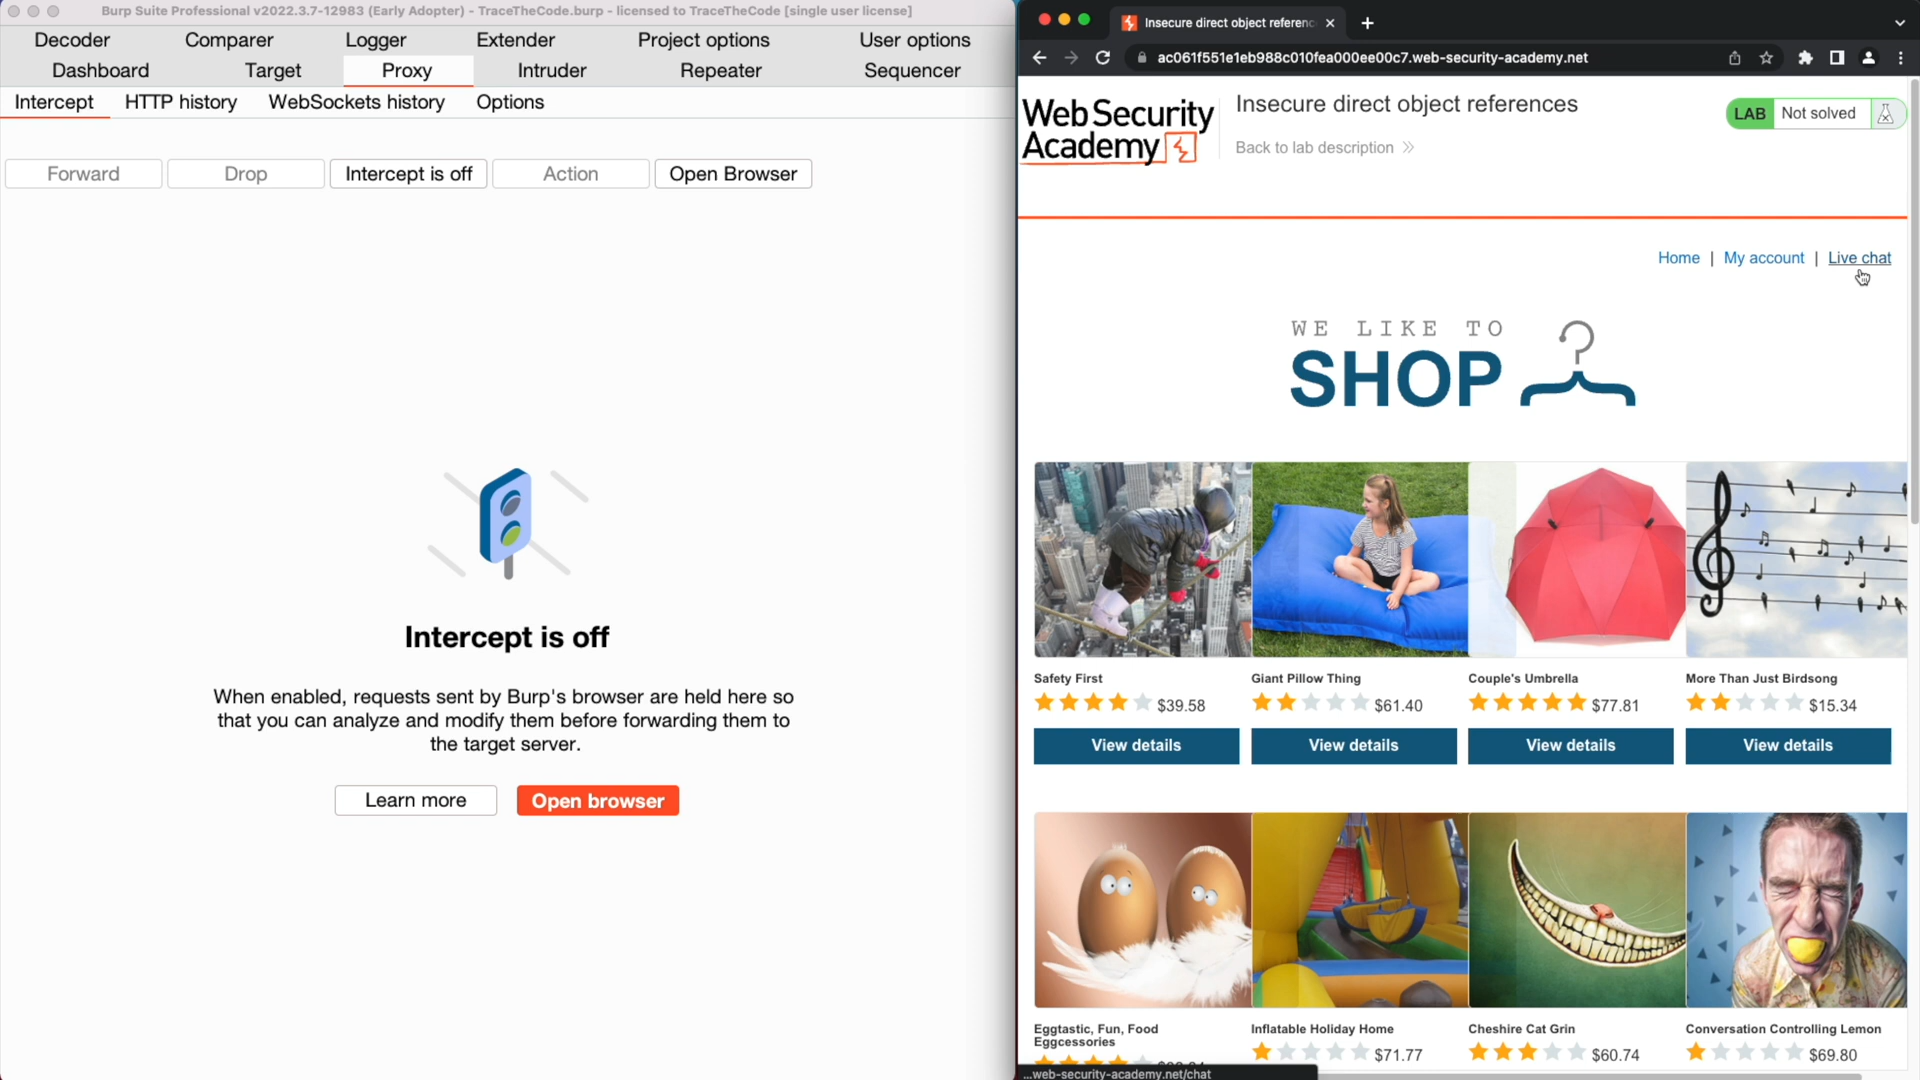 Burp Suite Professional v2022.3.7-12983 (Early Adopter) - TraceTheCode.burp - licensed to TraceTheCode [single user license]
Decoder Comparer Logger Extender Project options User options
Dashboard Target Proxy Intruder Repeater Sequencer
Intercept HTTP history WebSockets history Options
Forward Drop Intercept is off Action Open Browser
Intercept is off
When enabled, requests sent by Burp's browser are held here so
that you can analyze and modify them before forwarding them to
the target server.
Learn more Open browser
Insecure direct object referenc
ac061f551e1eb988c010fea000ee00c7.web-security-academy.net
Web Security
Academy
Insecure direct object references
Back to lab description
LAB Not solved
Home | My account | Live chat
WE LIKE TO
SHOP
Safety First Giant Pillow Thing Couple's Umbrella More Than Just Birdsong
$39.58 $61.40 $77.81 $15.34
View details View details View details View details
Eggtastic, Fun, Food
Eggcessories
Inflatable Holiday Home Cheshire Cat Grin Conversation Controlling Lemon
$71.77 $60.74 $69.80
...web-security-academy.net/chat